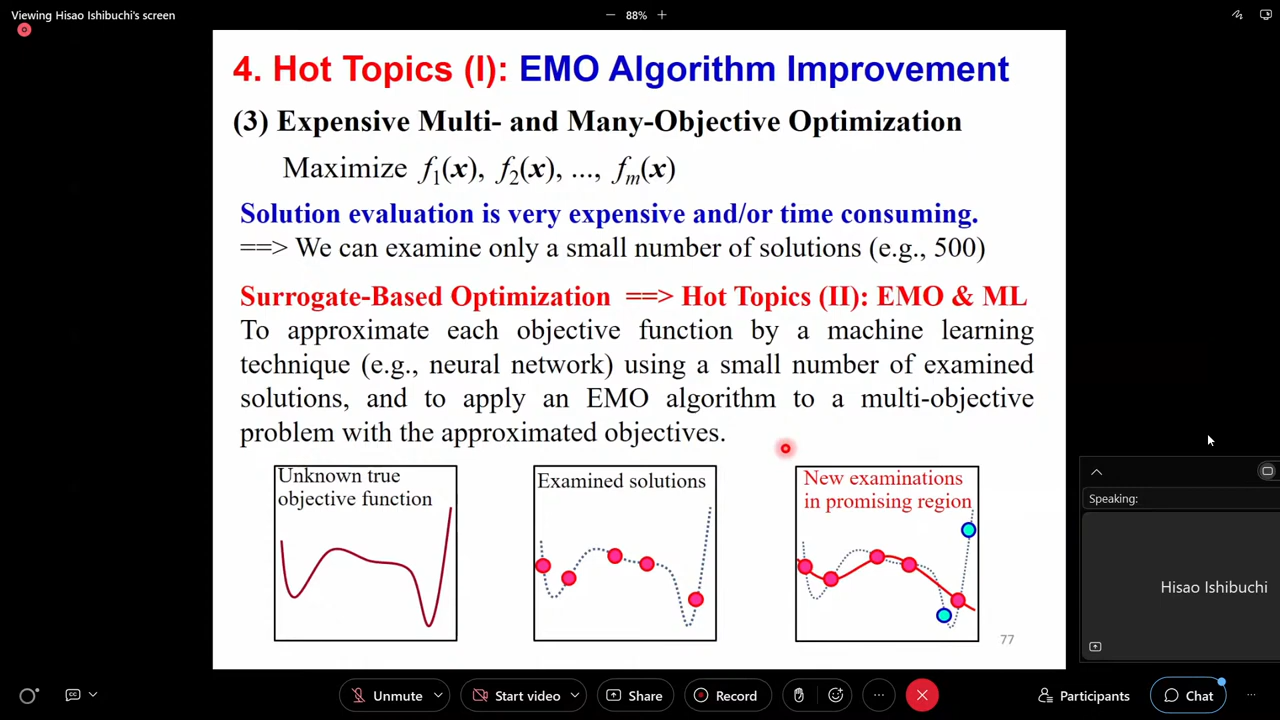 Viewing Hisao Ishibuchi's screen
88%
4. Hot Topics (I): EMO Algorithm Improvement
(3) Expensive Multi- and Many-Objective Optimization
Maximize f1(x), f2(x), ..., fm(x)
Solution evaluation is very expensive and/or time consuming.
==> We can examine only a small number of solutions (e.g., 500)
Surrogate-Based Optimization ==> Hot Topics (II): EMO & ML
To approximate each objective function by a machine learning
technique (e.g., neural network) using a small number of examined
solutions, and to apply an EMO algorithm to a multi-objective
problem with the approximated objectives.
Unknown true
objective function
Examined solutions
New examinations
in promising region
77
Speaking:
Hisao Ishibuchi
CC
Unmute
Start video
Share
Record
Participants
Chat